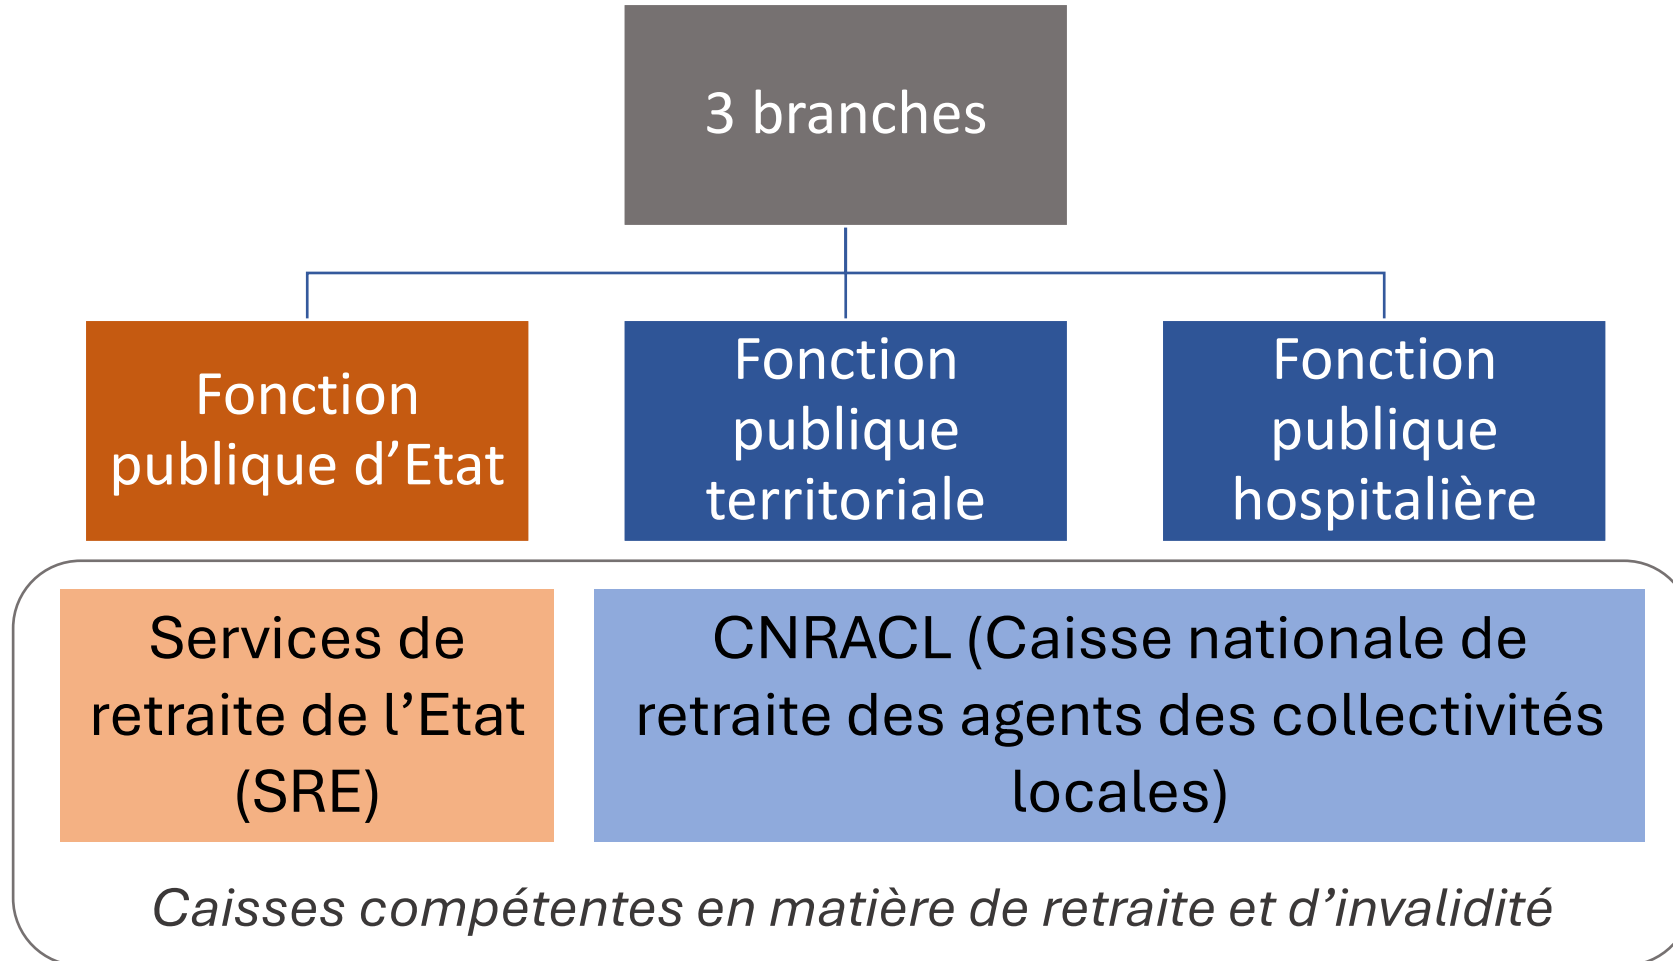 3 branches
Fonction
publique d’Etat
Fonction
publique
territoriale
Fonction
publique
hospitalière
Services de
retraite de l’Etat
(SRE)
CNRACL (Caisse nationale de
retraite des agents des collectivités
locales)
Caisses compétentes en matière de retraite et d’invalidité